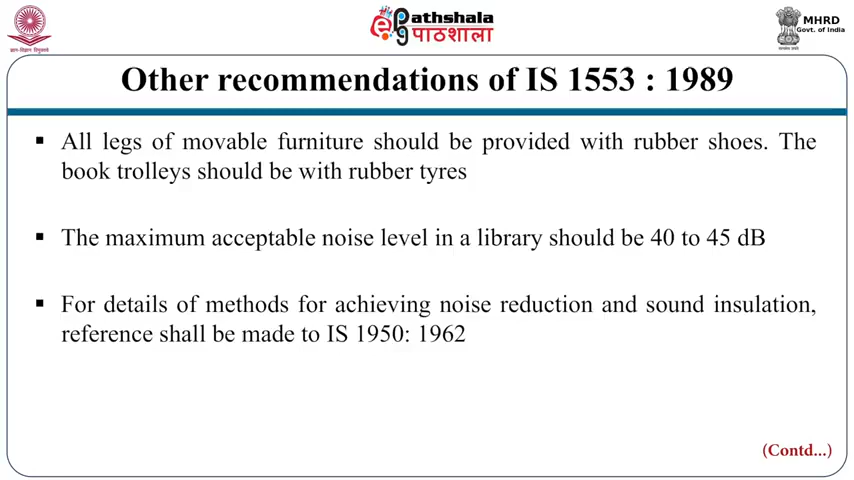 ज्ञान-विज्ञान विमुक्तये
ePathshala
पाठशाला
MHRD
Govt. of India
Other recommendations of IS 1553 : 1989
▪ All legs of movable furniture should be provided with rubber shoes. The
book trolleys should be with rubber tyres
▪ The maximum acceptable noise level in a library should be 40 to 45 dB
▪ For details of methods for achieving noise reduction and sound insulation,
reference shall be made to IS 1950: 1962
(Contd...)